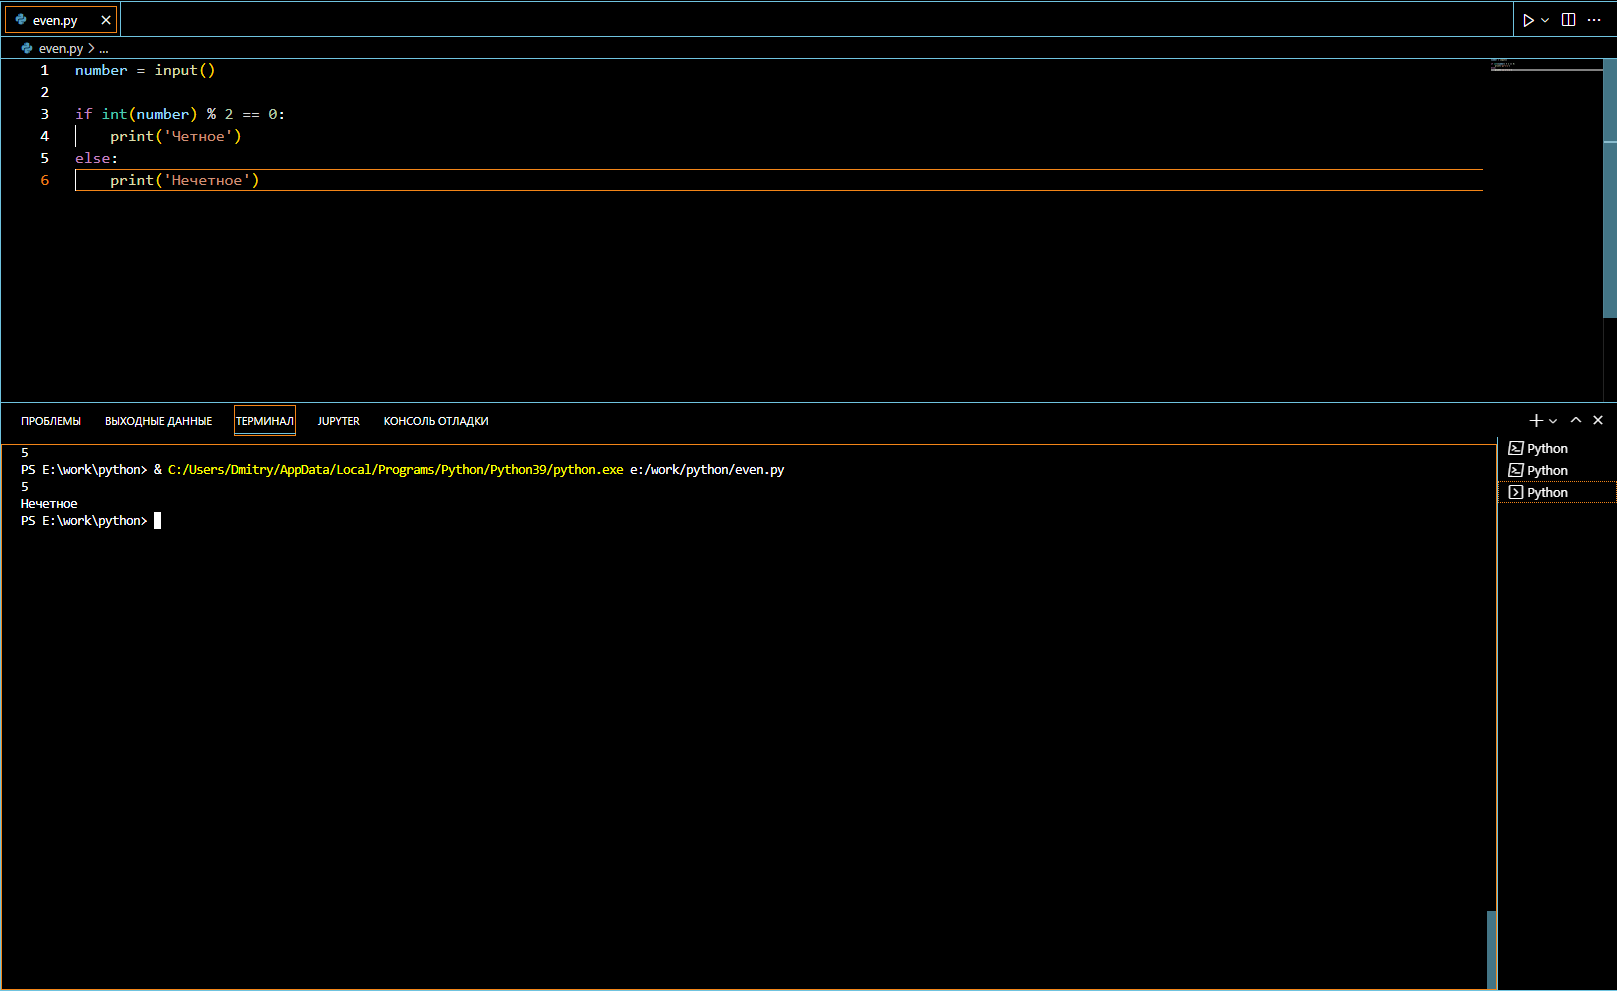 even.py
even.py > ...
1 number = input()
2
3 if int(number) % 2 == 0:
4     print('Четное')
5 else:
6     print('Нечетное')
ПРОБЛЕМЫ ВЫХОДНЫЕ ДАННЫЕ ТЕРМИНАЛ JUPYTER КОНСОЛЬ ОТЛАДКИ
5
PS E:\work\python> & C:/Users/Dmitry/AppData/Local/Programs/Python/Python39/python.exe e:/work/python/even.py
5
Нечетное
PS E:\work\python>
Python
Python
Python